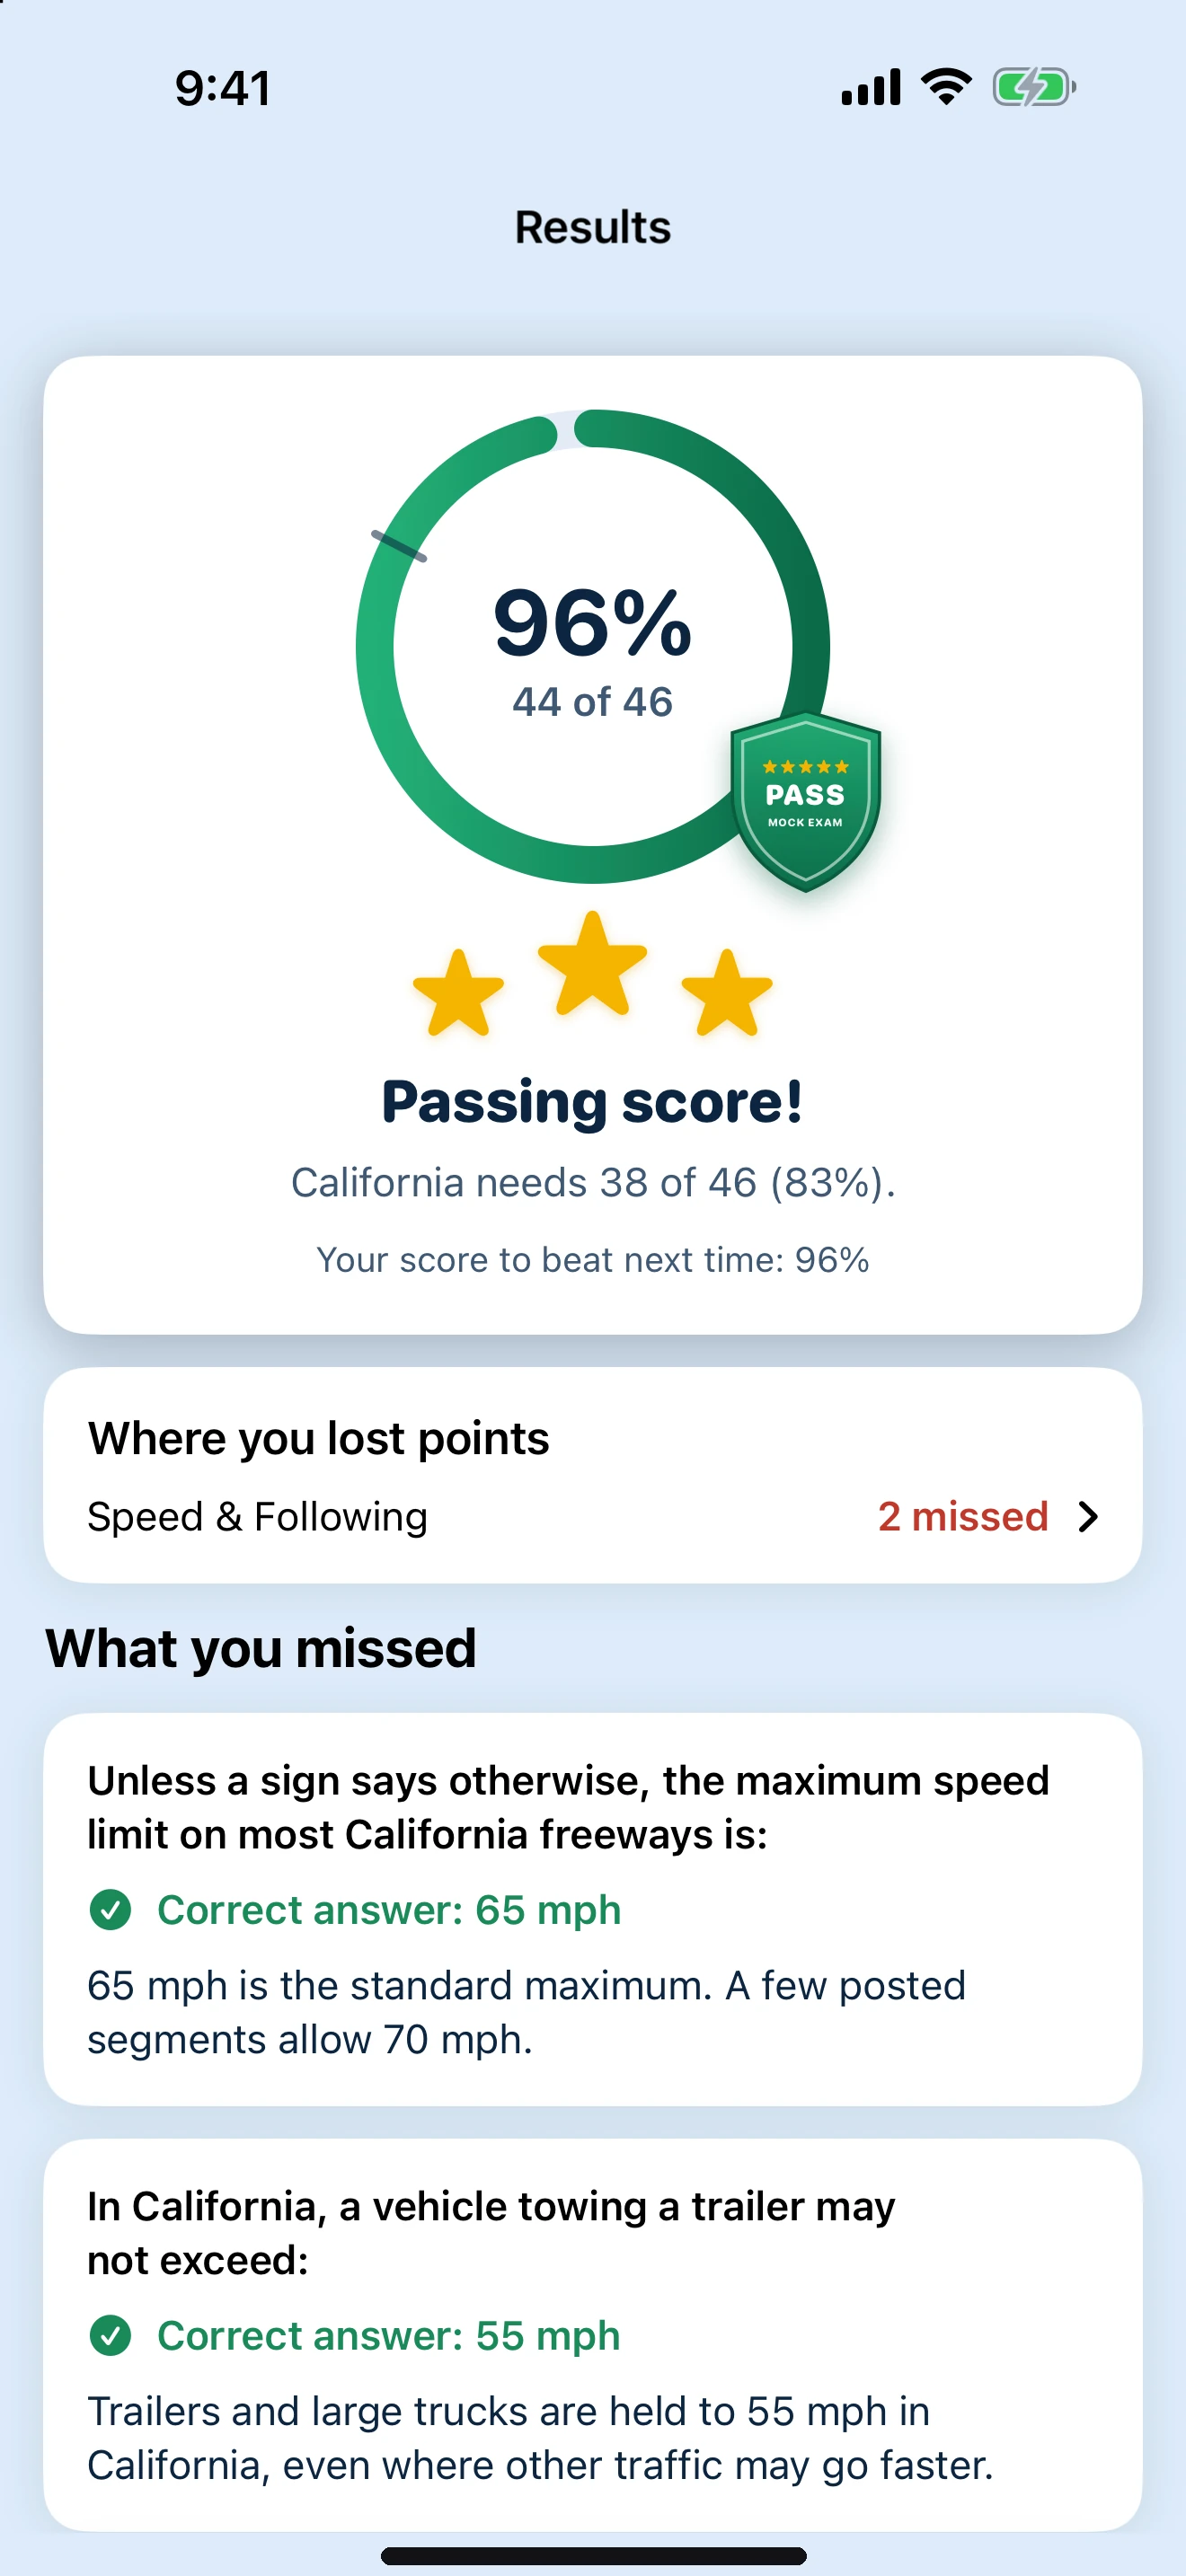 9:41
Results
96%
44 of 46
PASS
MOCK EXAM
Passing score!
California needs 38 of 46 (83%).
Your score to beat next time: 96%
Where you lost points
Speed & Following
2 missed
What you missed
Unless a sign says otherwise, the maximum speed
limit on most California freeways is:
Correct answer: 65 mph
65 mph is the standard maximum. A few posted
segments allow 70 mph.
In California, a vehicle towing a trailer may
not exceed:
Correct answer: 55 mph
Trailers and large trucks are held to 55 mph in
California, even where other traffic may go faster.